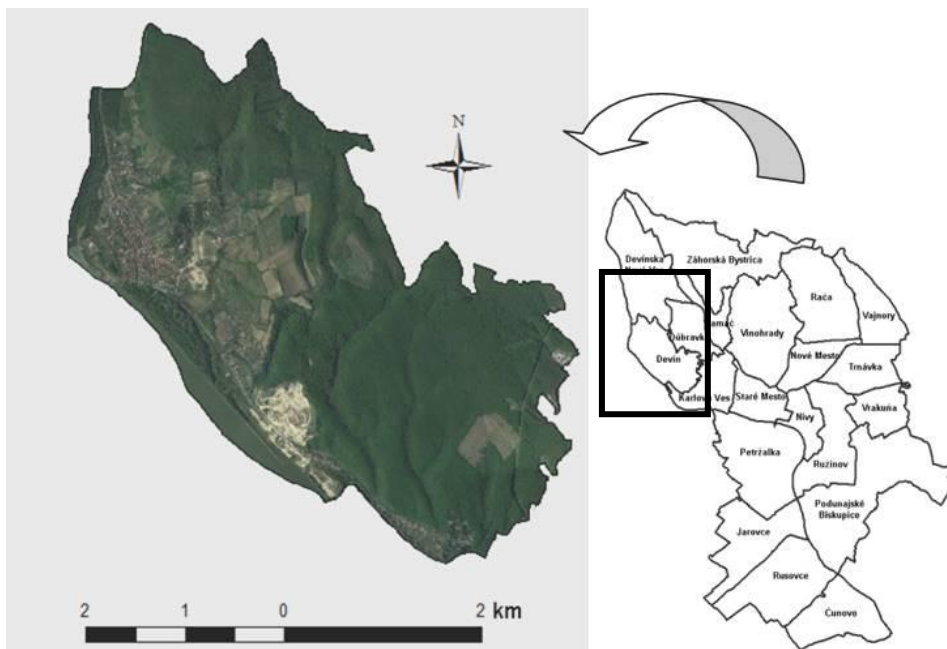 N
2 1 0 2 km
Devínska
Nová Ves
Záhorská Bystrica
Rača
Vajnory
Lamač
Vlnohrady
Dúbravka
Devín
Nové Mesto
Trnávka
Karlova Ves
Staré Mesto
Nivy
Vrakuňa
Petržalka
Ružinov
Podunajské
Biskupice
Jarovce
Rusovce
Čunovo